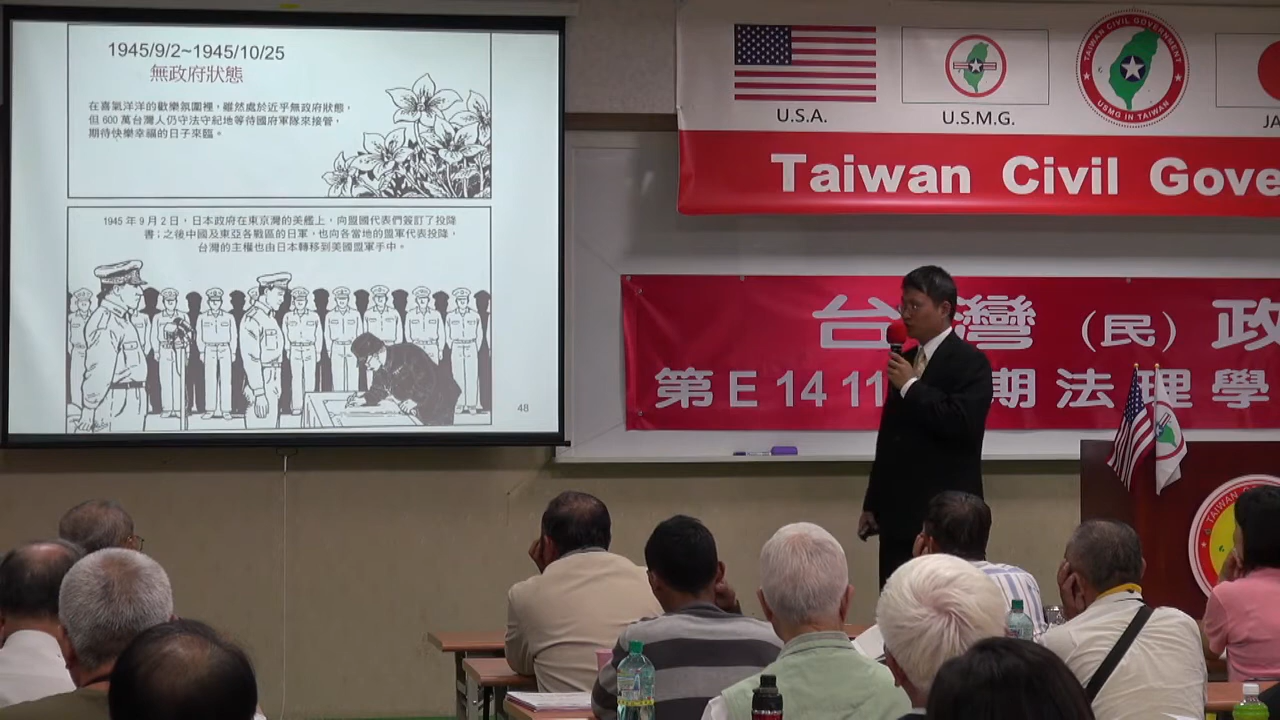 1945/9/2~1945/10/25
無政府狀態
在喜氣洋洋的歡樂氛圍裡，雖然處於近乎無政府狀態，
但 600 萬台灣人仍守法守紀地等待國府軍隊來接管，
期待快樂幸福的日子來臨。
1945 年 9 月 2 日，日本政府在東京灣的美艦上，向盟國代表們簽訂了投降
書；之後中國及東亞各戰區的日軍，也向各當地的盟軍代表投降，
台灣的主權也由日本轉移到美國盟軍手中。
48
U.S.A.
U.S.M.G.
TAIWAN CIVIL GOVERNMENT
USMG IN TAIWAN
JA
Taiwan Civil Gove
台灣（民）政
第 E 14 11 期法理學